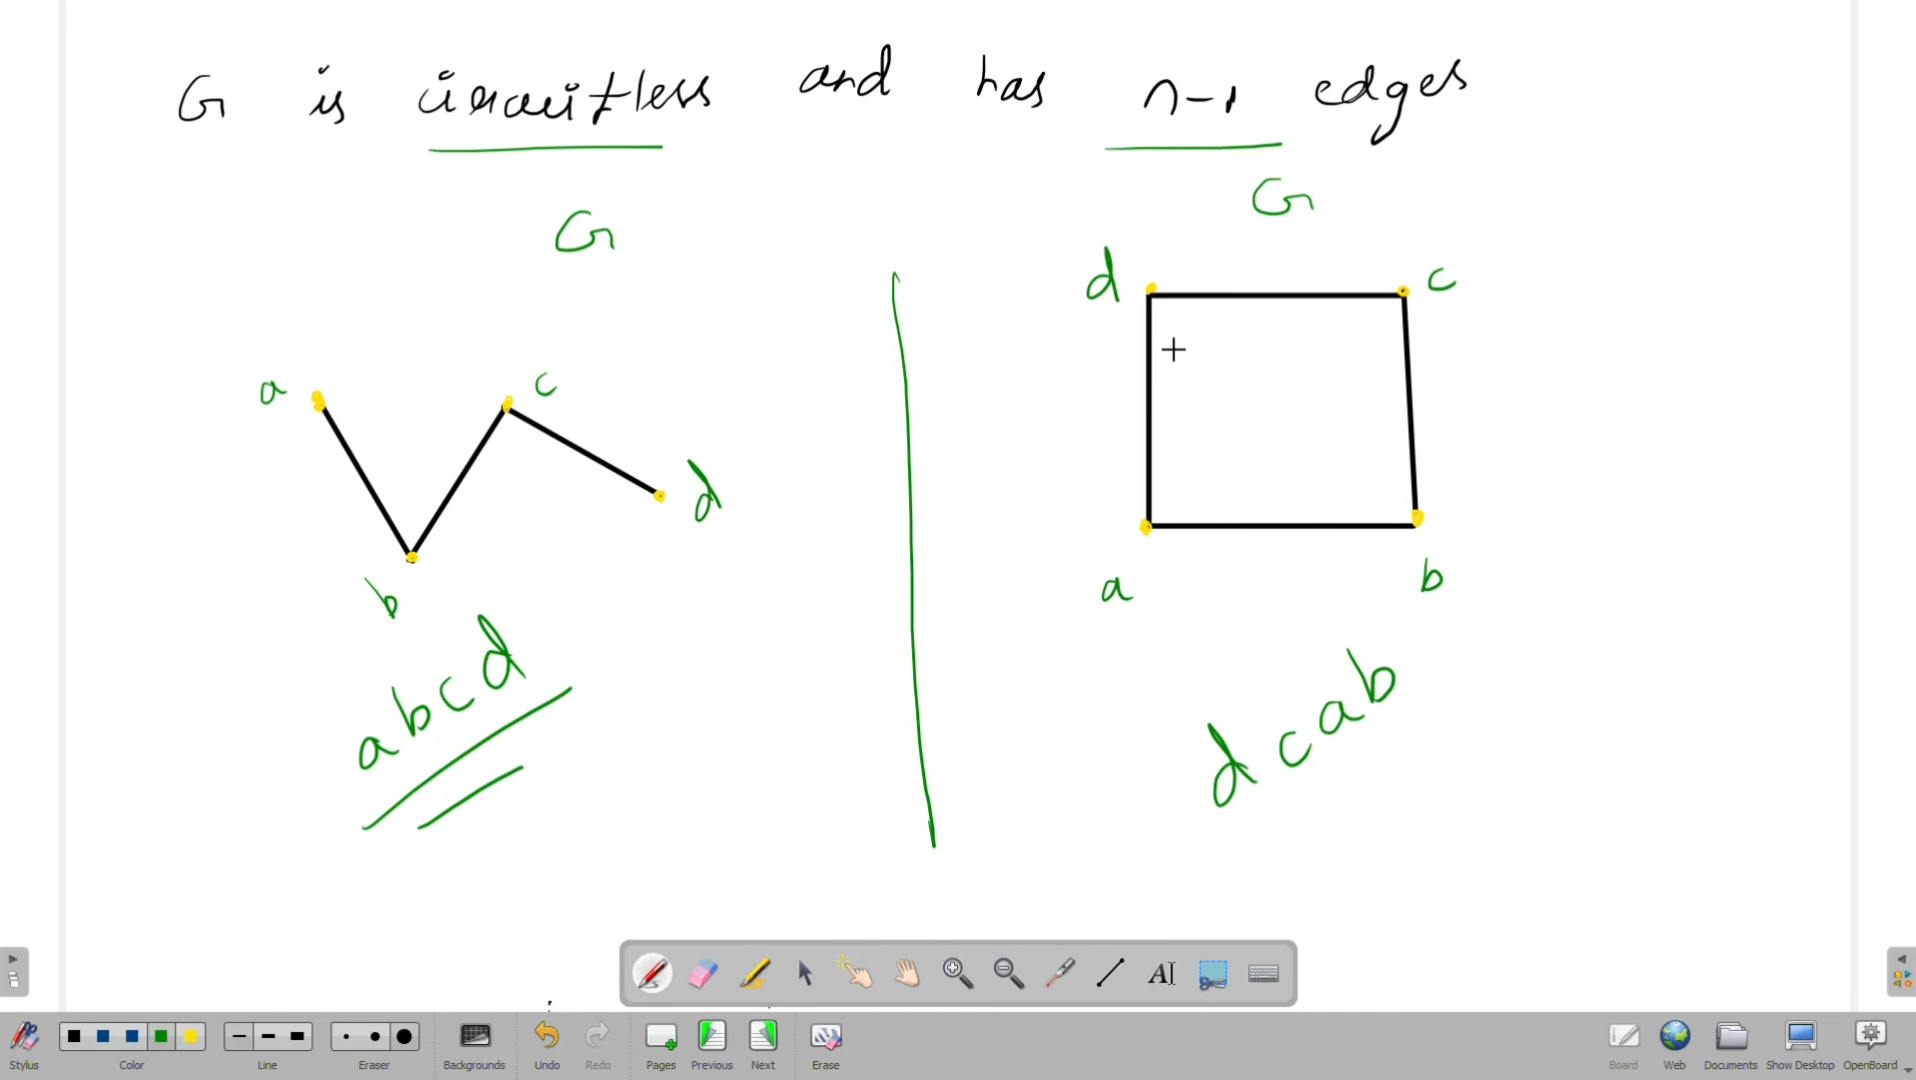 G is circuitless and has n-1 edges
G
G
d
c
a
c
d
b
a
b
abcd
dcab
Stylus
Color
Line
Eraser
Backgrounds
Undo
Redo
Pages
Previous
Next
Erase
Board
Web
Documents
Show Desktop
OpenBoard